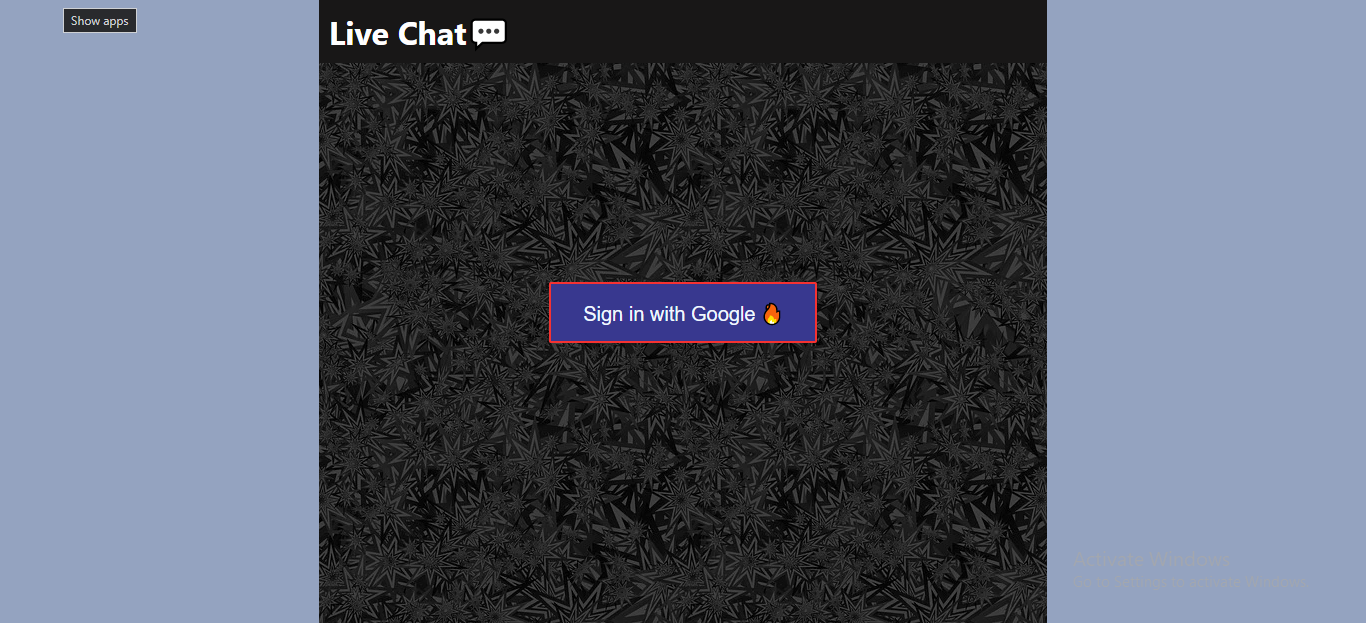 Show apps
Live Chat 💬
Sign in with Google 🔥
Activate Windows
Go to Settings to activate Windows.